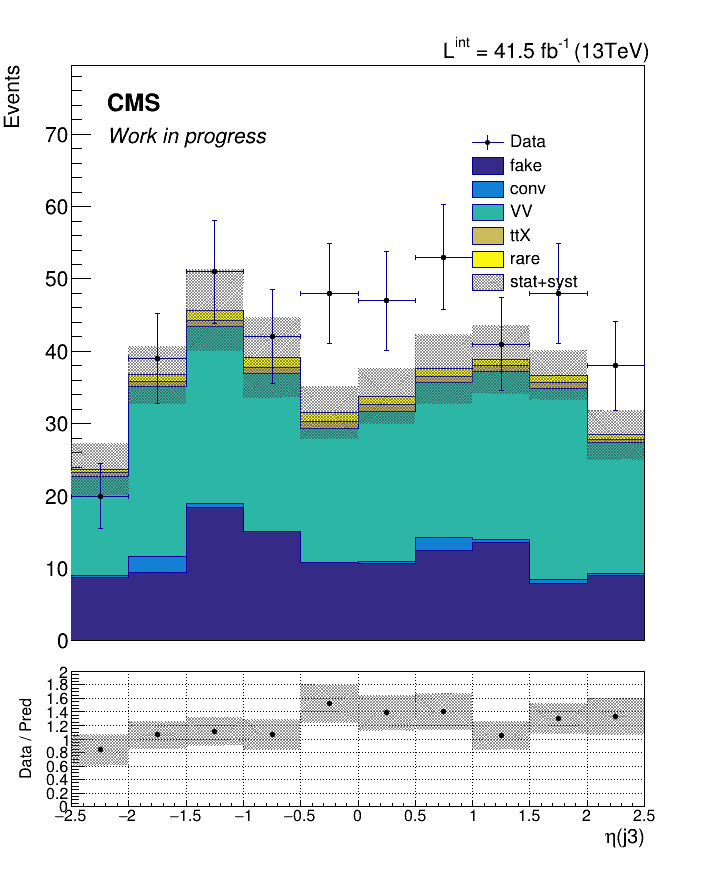 L^int = 41.5 fb^-1 (13TeV)
Events
CMS
Work in progress
Data
fake
conv
VV
ttX
rare
stat+syst
70
60
50
40
30
20
10
0
Data / Pred
2
1.8
1.6
1.4
1.2
1
0.8
0.6
0.4
0.2
0
−2.5 −2 −1.5 −1 −0.5 0 0.5 1 1.5 2 2.5
η(j3)